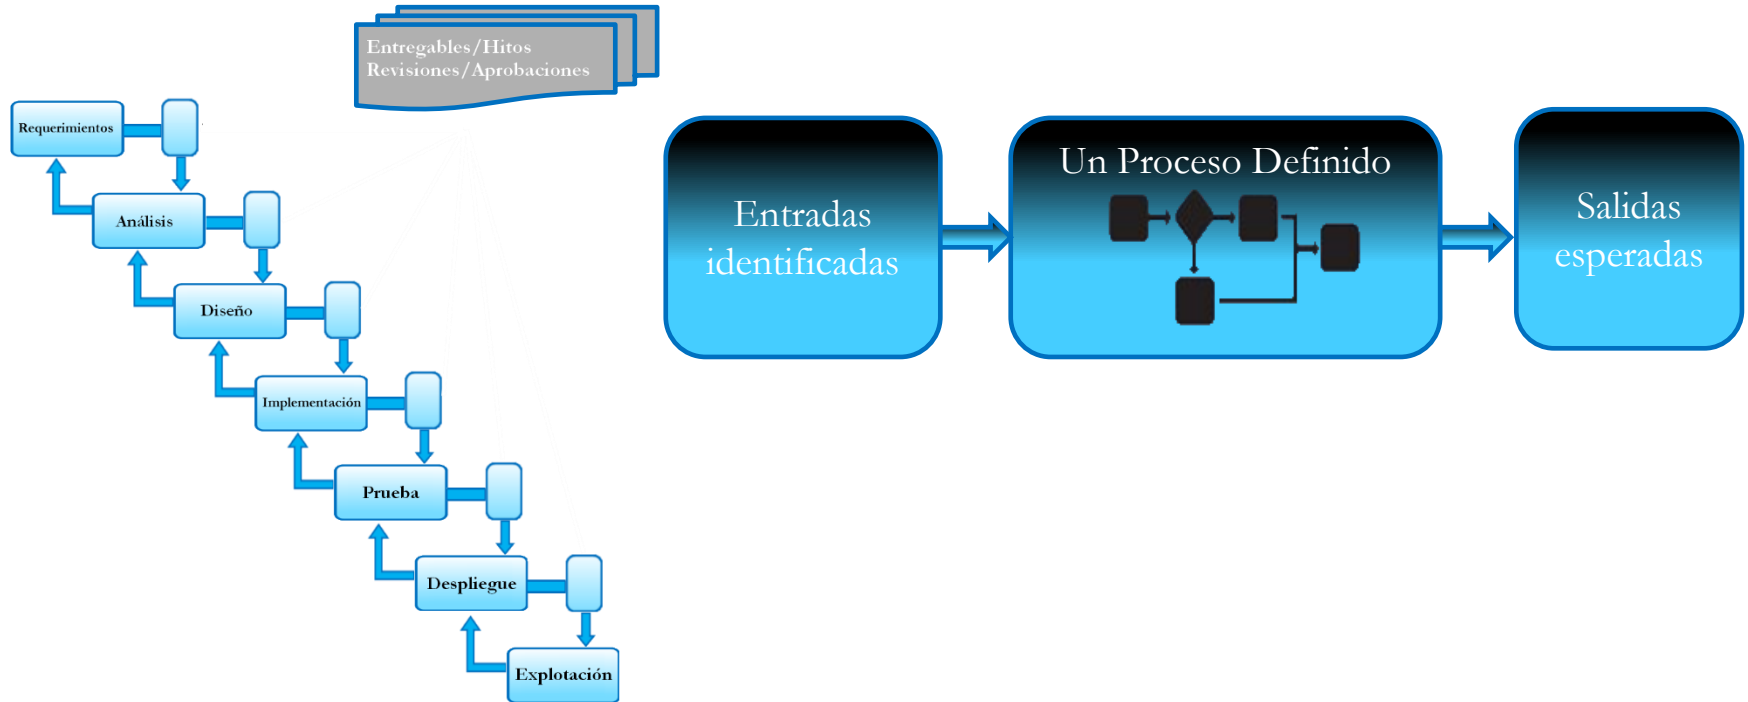 Entregables/Hitos
Revisiones/Aprobaciones
Requerimientos
Análisis
Diseño
Implementación
Prueba
Despliegue
Explotación
Entradas
identificadas
Un Proceso Definido
Salidas
esperadas